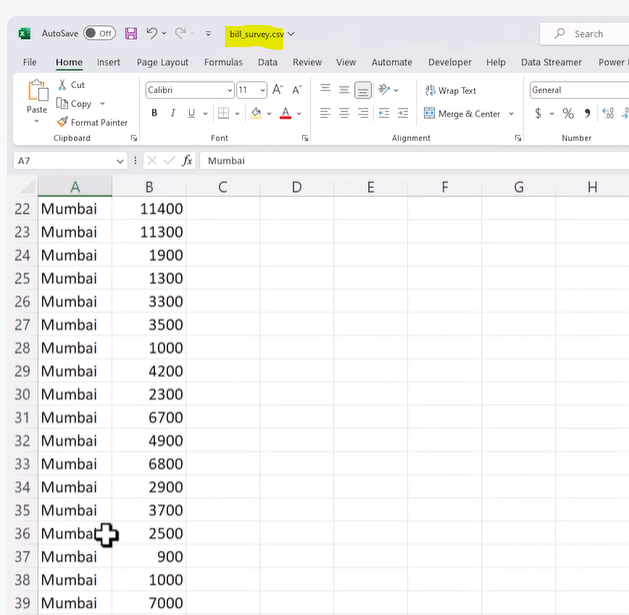 AutoSave Off bill_survey.csv Search
File Home Insert Page Layout Formulas Data Review View Automate Developer Help Data Streamer Power
Paste Cut Copy Format Painter
Calibri 11 A A Wrap Text General
B I U A Merge & Center $ % 9
Clipboard Font Alignment Number
A7 fx Mumbai
A B C D E F G H
22 Mumbai 11400
23 Mumbai 11300
24 Mumbai 1900
25 Mumbai 1300
26 Mumbai 3300
27 Mumbai 3500
28 Mumbai 1000
29 Mumbai 4200
30 Mumbai 2300
31 Mumbai 6700
32 Mumbai 4900
33 Mumbai 6800
34 Mumbai 2900
35 Mumbai 3700
36 Mumbai 2500
37 Mumbai 900
38 Mumbai 1000
39 Mumbai 7000